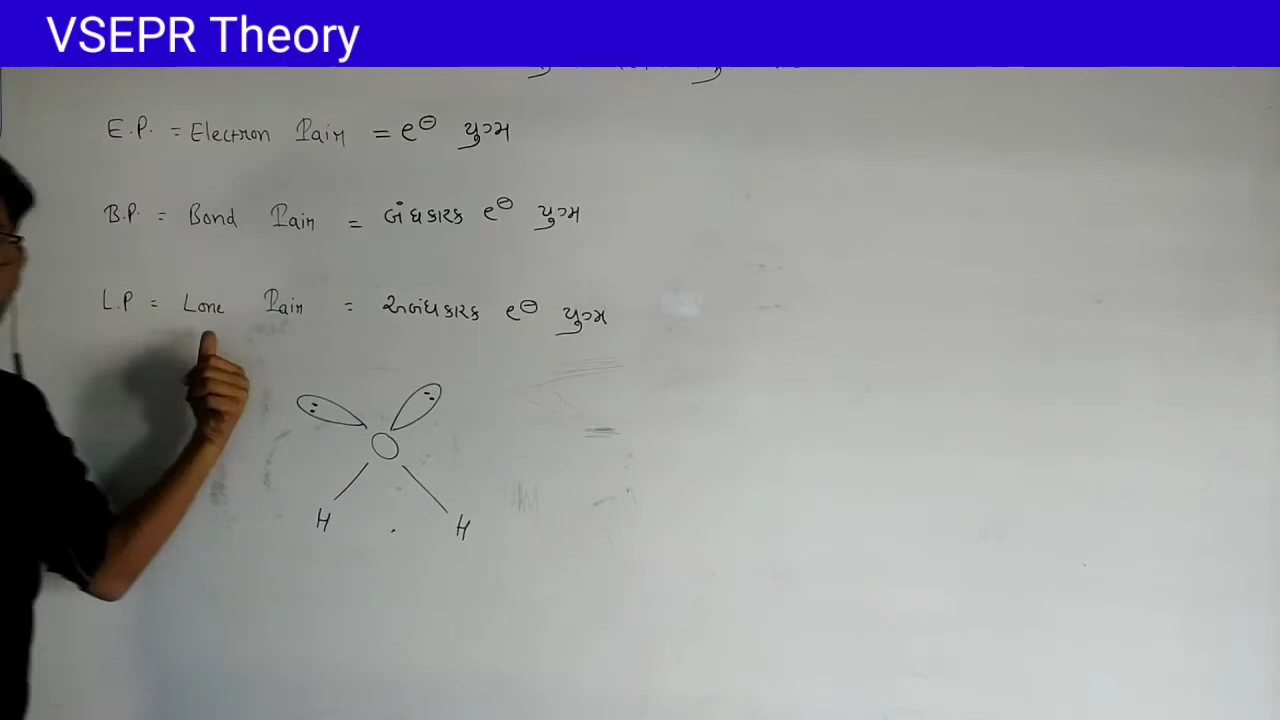 VSEPR Theory
E.P. = Electron Pair = e⊖ યુગ્મ
B.P. = Bond Pair = બંધકારક e⊖ યુગ્મ
L.P = Lone Pair = અબંધકારક e⊖ યુગ્મ
O
H H